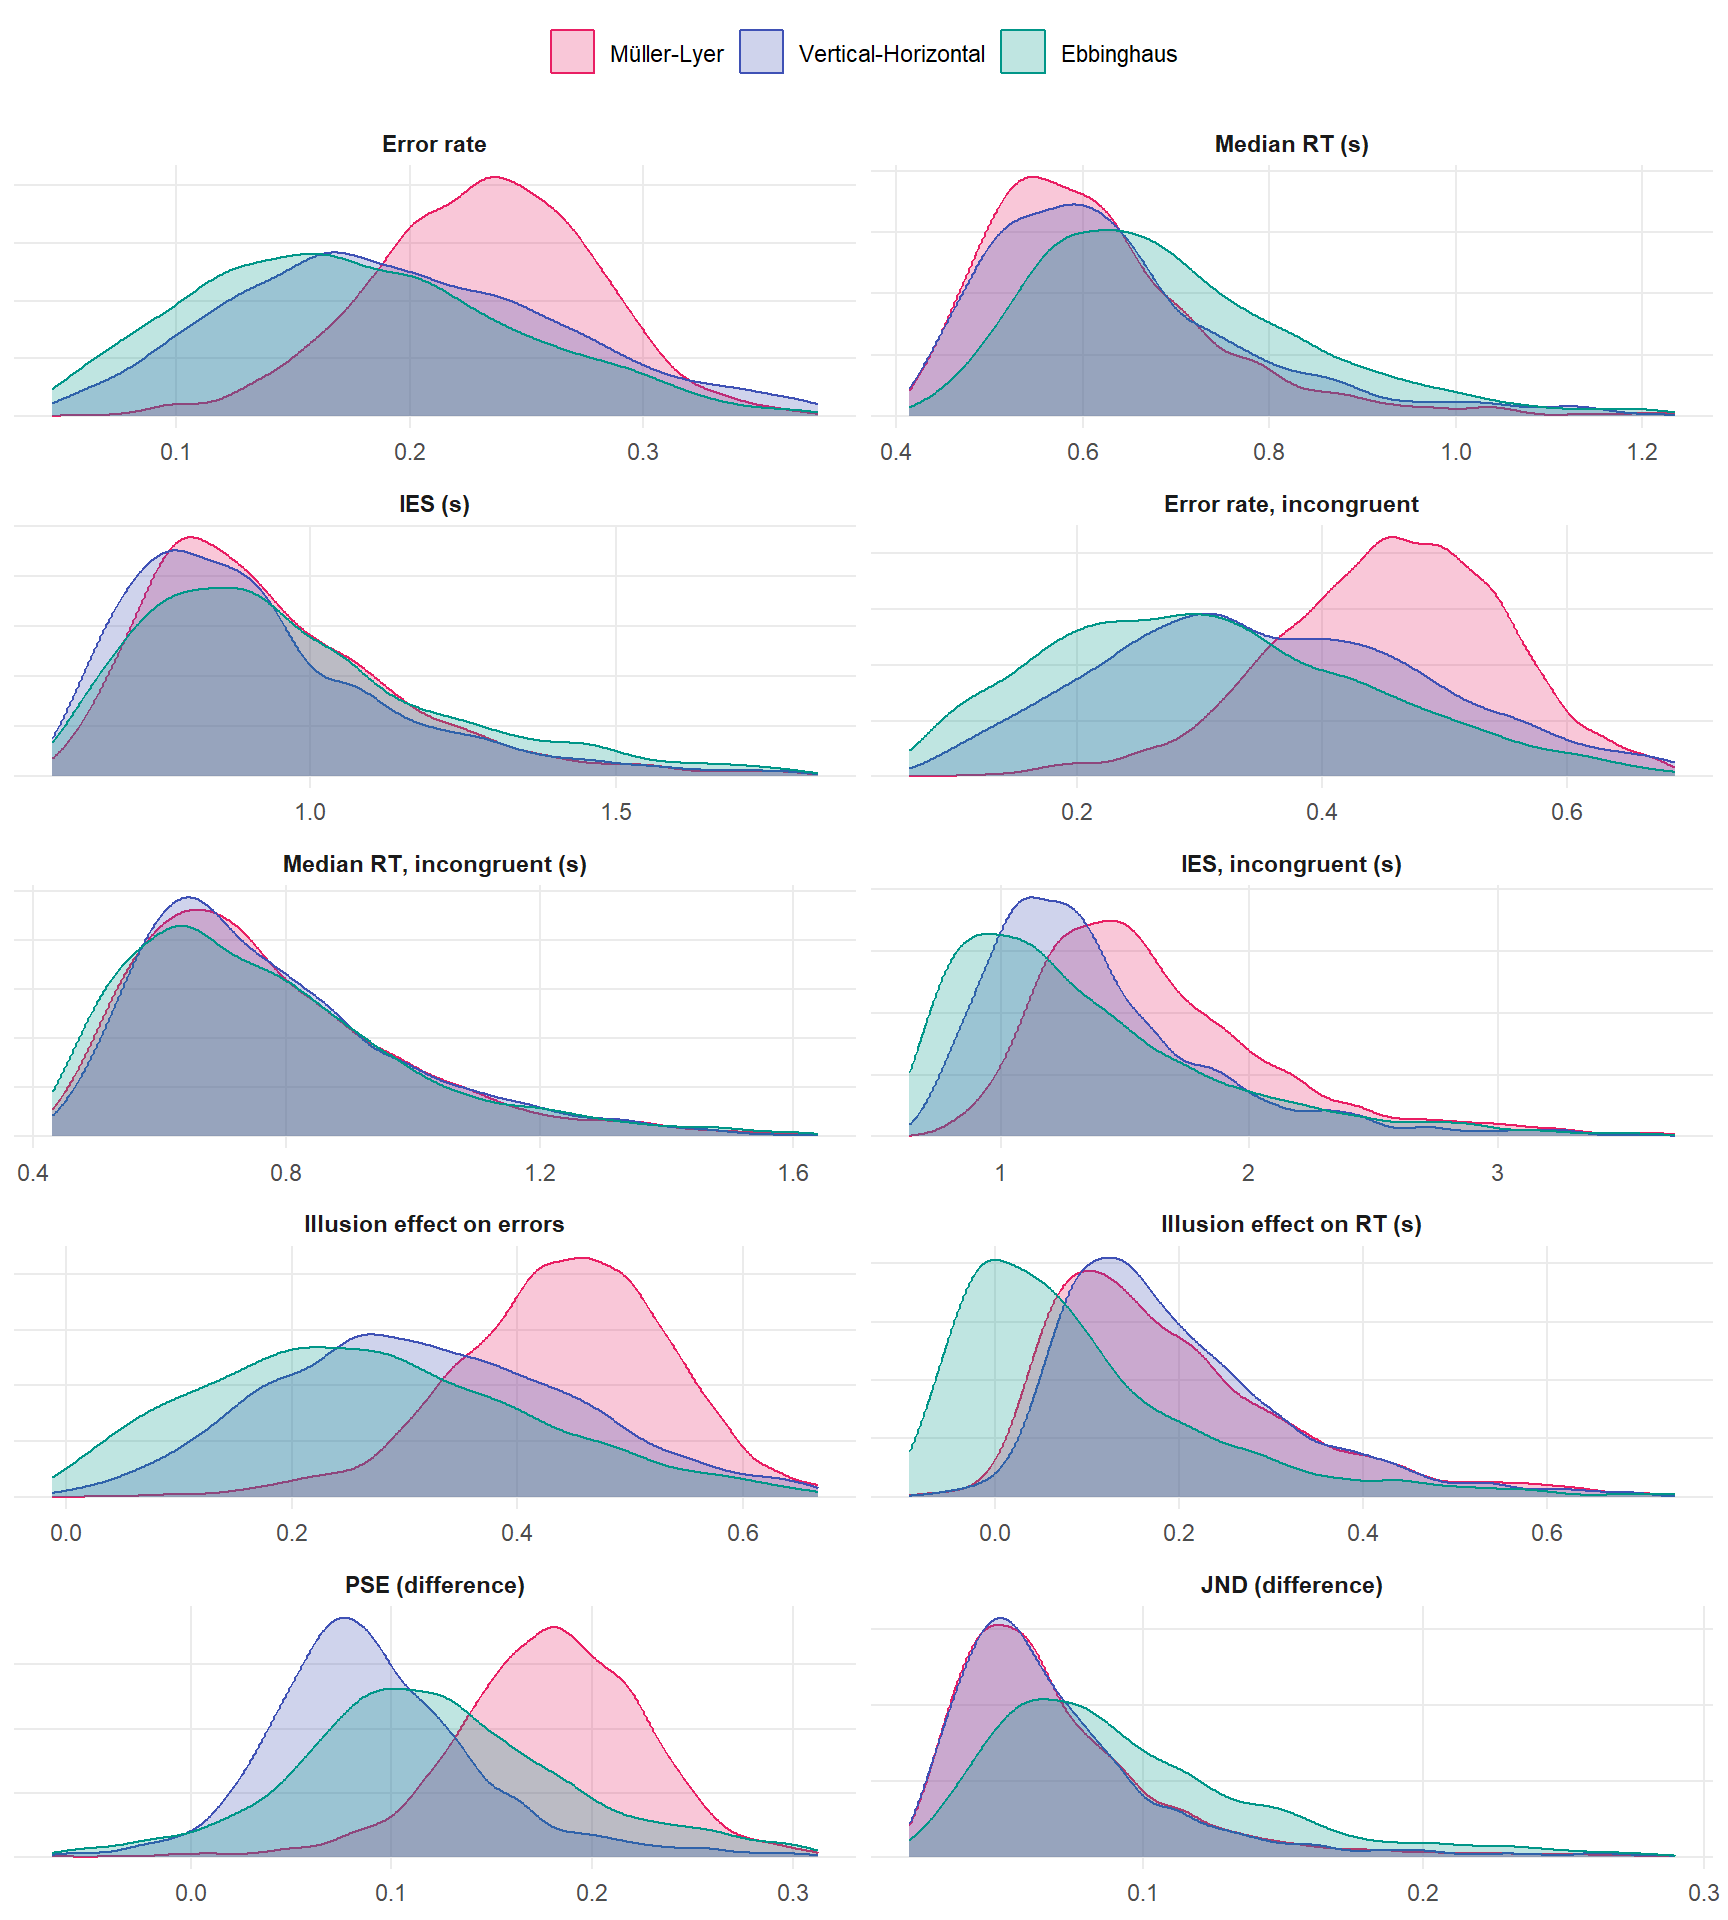 Müller-Lyer Vertical-Horizontal Ebbinghaus
Error rate
0.1 0.2 0.3
Median RT (s)
0.4 0.6 0.8 1.0 1.2
IES (s)
1.0 1.5
Error rate, incongruent
0.2 0.4 0.6
Median RT, incongruent (s)
0.4 0.8 1.2 1.6
IES, incongruent (s)
1 2 3
Illusion effect on errors
0.0 0.2 0.4 0.6
Illusion effect on RT (s)
0.0 0.2 0.4 0.6
PSE (difference)
0.0 0.1 0.2 0.3
JND (difference)
0.1 0.2 0.3